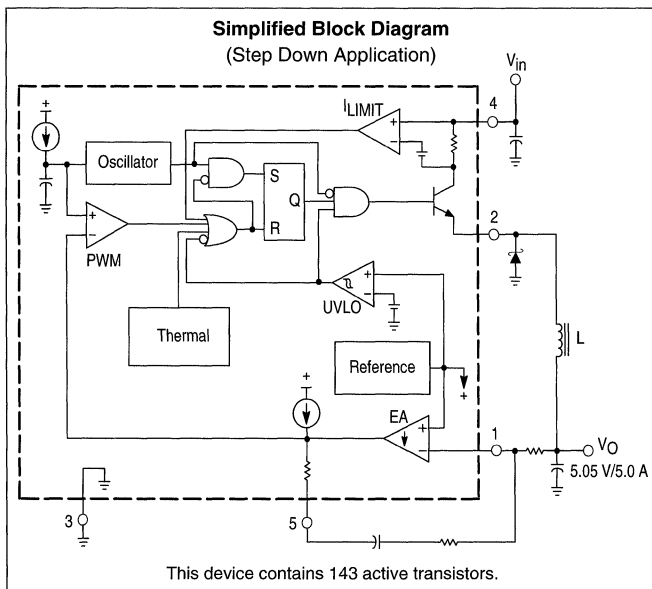 Simplified Block Diagram
(Step Down Application)
Vin
4
+
ILIMIT
+
−
Oscillator
S
Q
R
+
−
PWM
2
+
−
UVLO
Thermal
L
Reference
+
+
EA
+
−
1
VO
5.05 V/5.0 A
3
5
This device contains 143 active transistors.